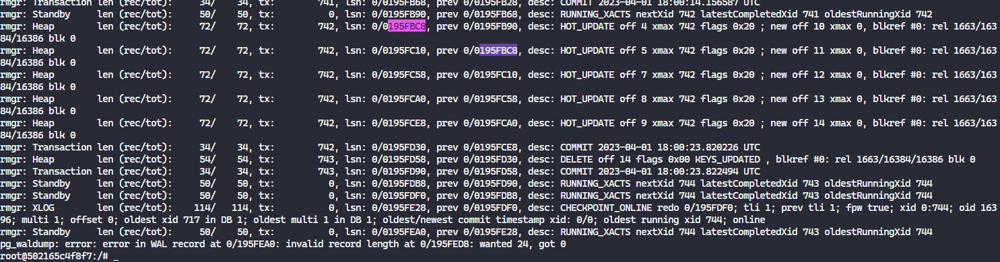 rmgr: Transaction len (rec/tot):     34/    34, tx:        741, lsn: 0/0195FB68, prev 0/0195FB28, desc: COMMIT 2023-04-01 18:00:14.156587 UTC
rmgr: Standby     len (rec/tot):     50/    50, tx:          0, lsn: 0/0195FB90, prev 0/0195FB68, desc: RUNNING_XACTS nextXid 742 latestCompletedXid 741 oldestRunningXid 742
rmgr: Heap        len (rec/tot):     72/    72, tx:        742, lsn: 0/0195FBC8, prev 0/0195FB90, desc: HOT_UPDATE off 4 xmax 742 flags 0x20 ; new off 10 xmax 0, blkref #0: rel 1663/163
84/16386 blk 0
rmgr: Heap        len (rec/tot):     72/    72, tx:        742, lsn: 0/0195FC10, prev 0/0195FBC8, desc: HOT_UPDATE off 5 xmax 742 flags 0x20 ; new off 11 xmax 0, blkref #0: rel 1663/163
84/16386 blk 0
rmgr: Heap        len (rec/tot):     72/    72, tx:        742, lsn: 0/0195FC58, prev 0/0195FC10, desc: HOT_UPDATE off 7 xmax 742 flags 0x20 ; new off 12 xmax 0, blkref #0: rel 1663/163
84/16386 blk 0
rmgr: Heap        len (rec/tot):     72/    72, tx:        742, lsn: 0/0195FCA0, prev 0/0195FC58, desc: HOT_UPDATE off 8 xmax 742 flags 0x20 ; new off 13 xmax 0, blkref #0: rel 1663/163
84/16386 blk 0
rmgr: Heap        len (rec/tot):     72/    72, tx:        742, lsn: 0/0195FCE8, prev 0/0195FCA0, desc: HOT_UPDATE off 9 xmax 742 flags 0x20 ; new off 14 xmax 0, blkref #0: rel 1663/163
84/16386 blk 0
rmgr: Transaction len (rec/tot):     34/    34, tx:        742, lsn: 0/0195FD30, prev 0/0195FCE8, desc: COMMIT 2023-04-01 18:00:23.820226 UTC
rmgr: Heap        len (rec/tot):     54/    54, tx:        743, lsn: 0/0195FD58, prev 0/0195FD30, desc: DELETE off 14 flags 0x00 KEYS_UPDATED , blkref #0: rel 1663/16384/16386 blk 0
rmgr: Transaction len (rec/tot):     34/    34, tx:        743, lsn: 0/0195FD90, prev 0/0195FD58, desc: COMMIT 2023-04-01 18:00:23.822494 UTC
rmgr: Standby     len (rec/tot):     50/    50, tx:          0, lsn: 0/0195FDB8, prev 0/0195FD90, desc: RUNNING_XACTS nextXid 744 latestCompletedXid 743 oldestRunningXid 744
rmgr: Standby     len (rec/tot):     50/    50, tx:          0, lsn: 0/0195FDF0, prev 0/0195FDB8, desc: RUNNING_XACTS nextXid 744 latestCompletedXid 743 oldestRunningXid 744
rmgr: XLOG        len (rec/tot):    114/   114, tx:          0, lsn: 0/0195FE28, prev 0/0195FDF0, desc: CHECKPOINT_ONLINE redo 0/195FDF0; tli 1; prev tli 1; fpw true; xid 0:744; oid 163
96; multi 1; offset 0; oldest xid 717 in DB 1; oldest multi 1 in DB 1; oldest/newest commit timestamp xid: 0/0; oldest running xid 744; online
rmgr: Standby     len (rec/tot):     50/    50, tx:          0, lsn: 0/0195FEA0, prev 0/0195FE28, desc: RUNNING_XACTS nextXid 744 latestCompletedXid 743 oldestRunningXid 744
pg_waldump: error: error in WAL record at 0/195FEA0: invalid record length at 0/195FED8: wanted 24, got 0
root@502165c4f8f7:/# _